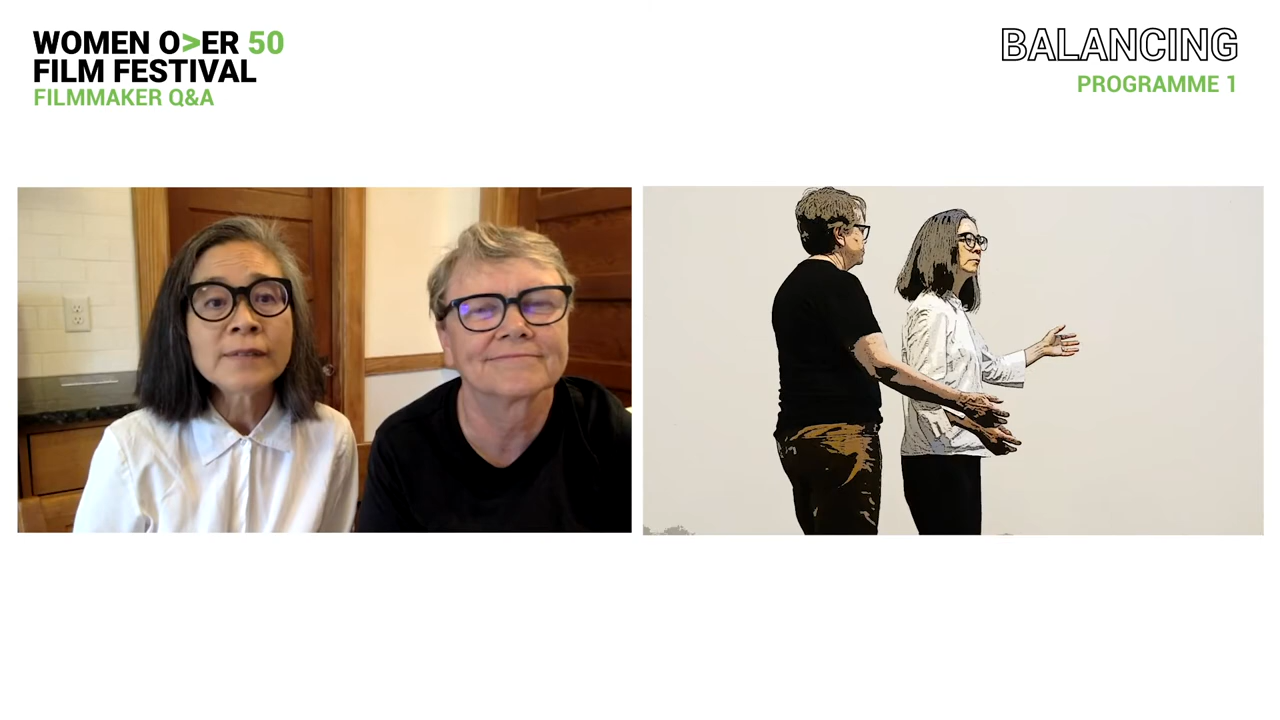 WOMEN O>ER 50
FILM FESTIVAL
FILMMAKER Q&A
BALANCING
PROGRAMME 1